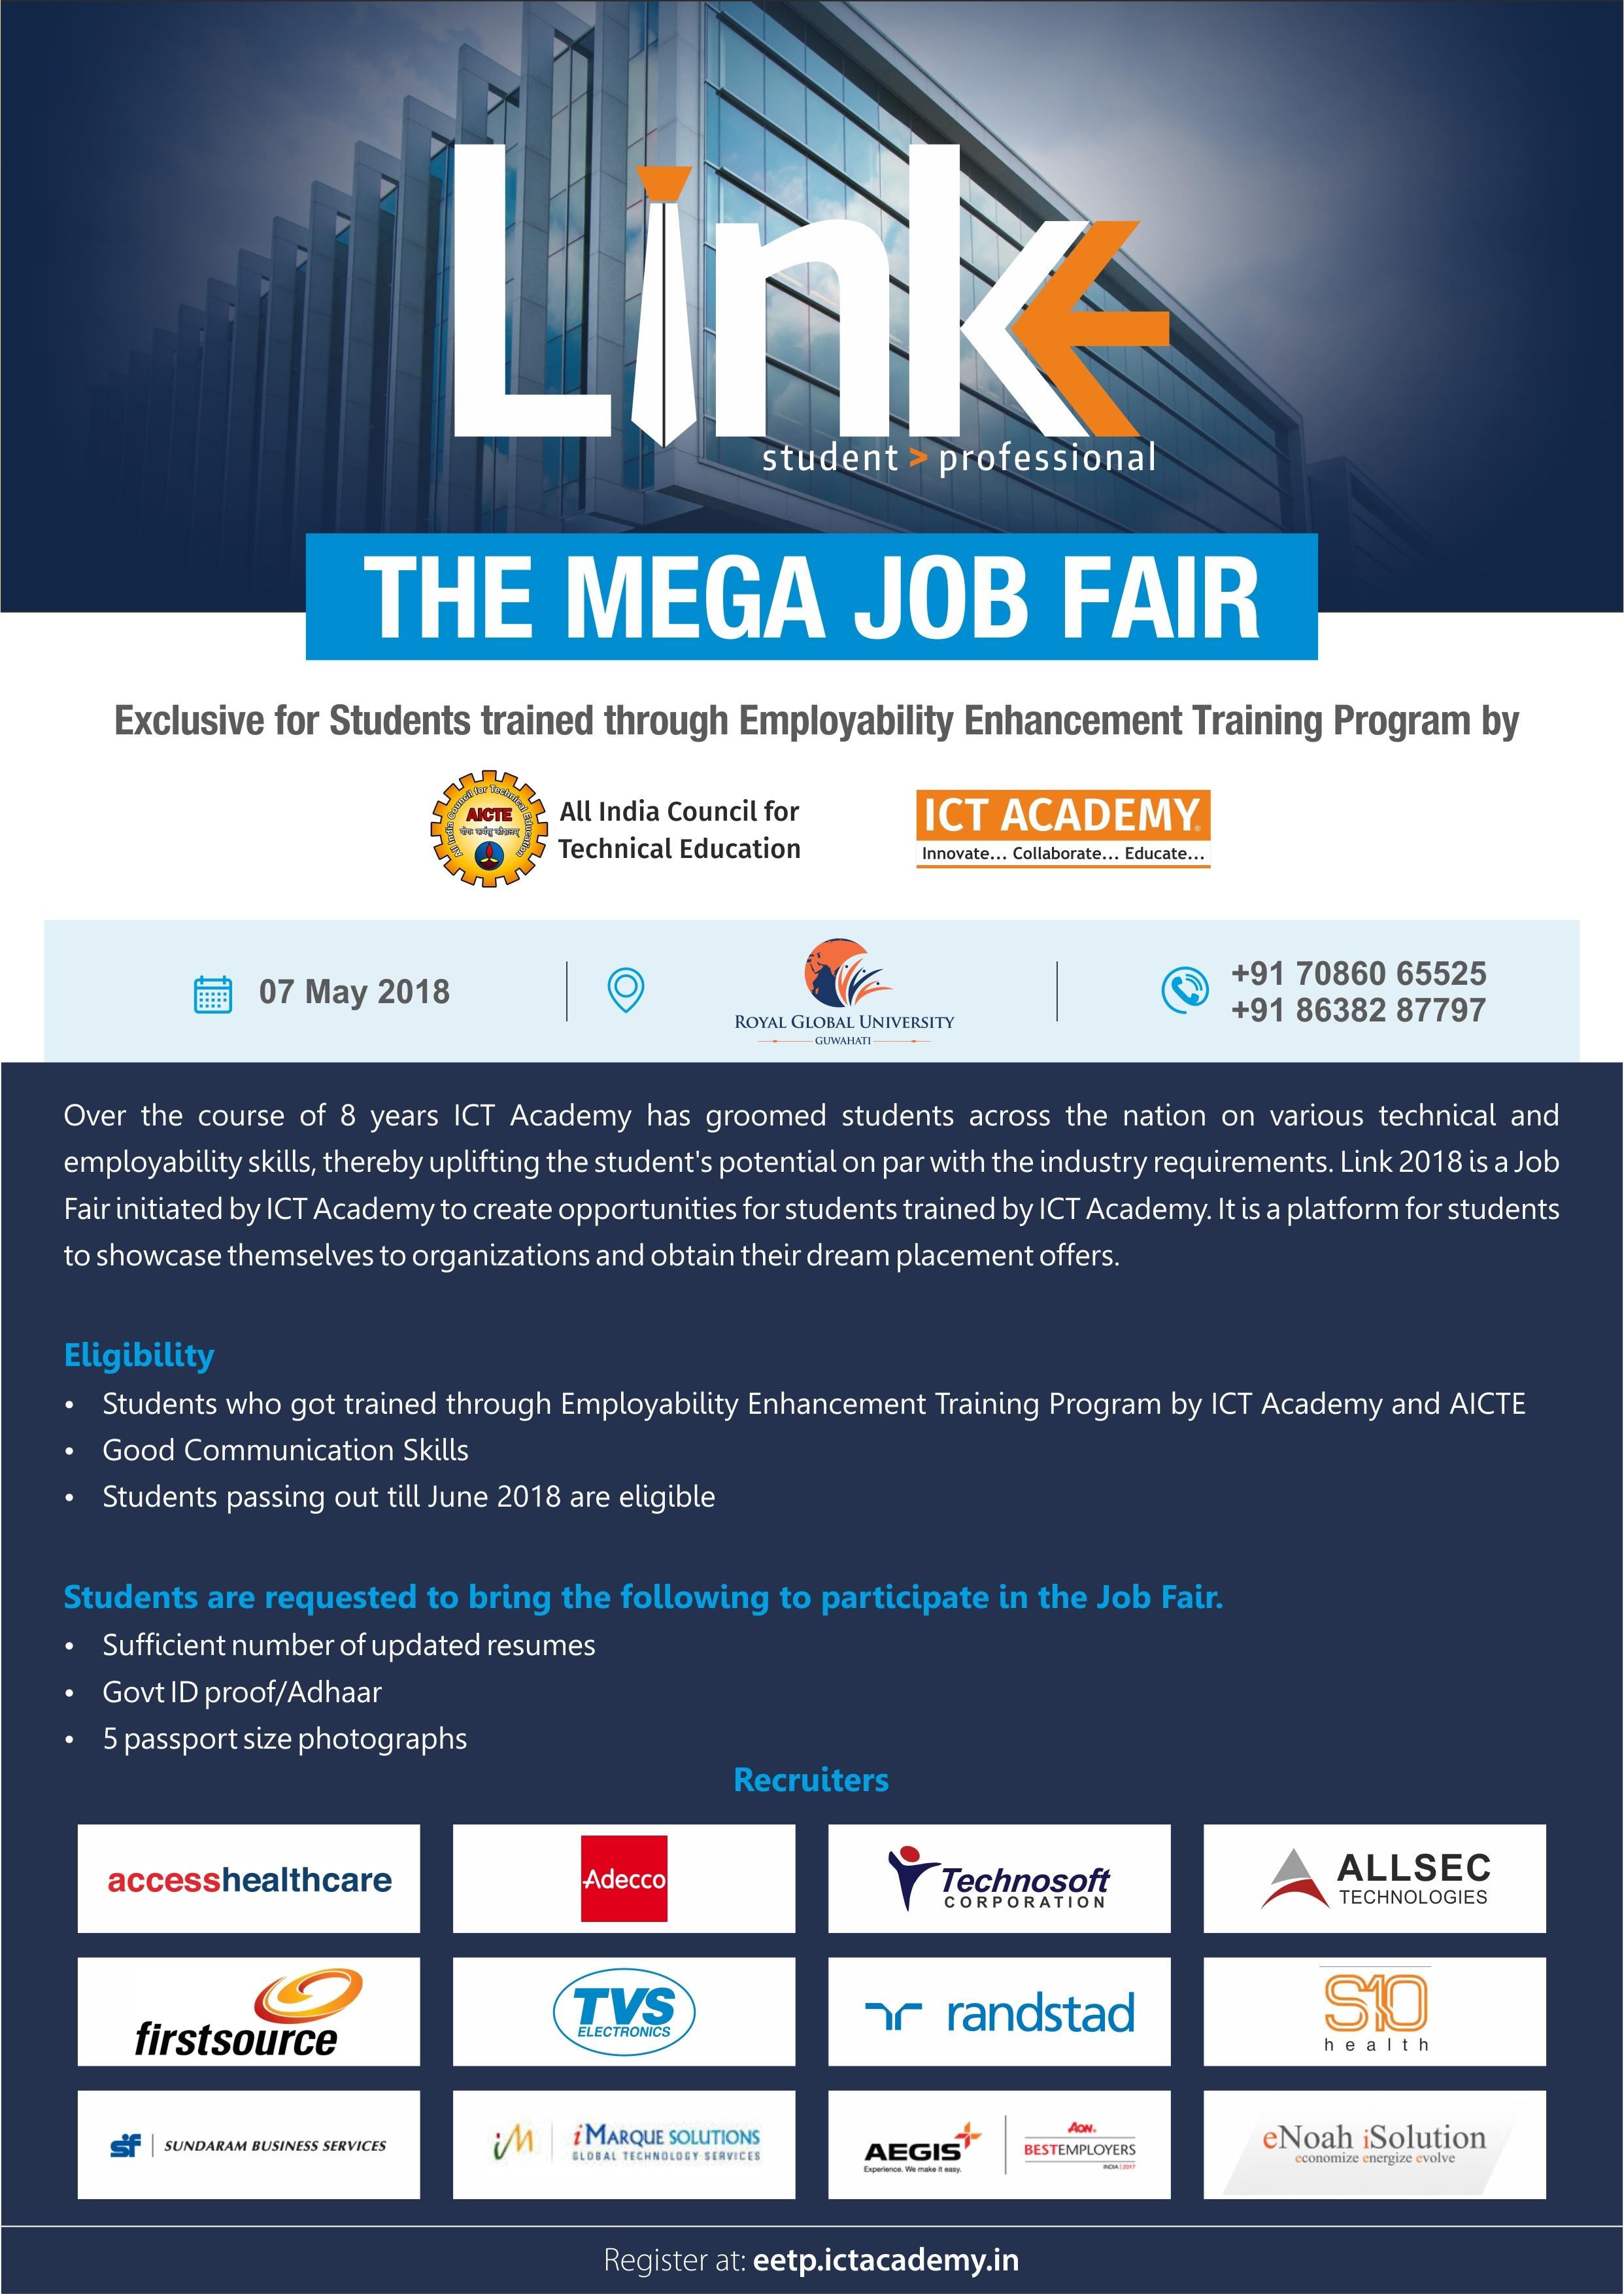 Link
student > professional
THE MEGA JOB FAIR
Exclusive for Students trained through Employability Enhancement Training Program by
All India Council for Technical Education
AICTE
All India Council for
Technical Education
ICT ACADEMY
Innovate... Collaborate... Educate...
07 May 2018
ROYAL GLOBAL UNIVERSITY
GUWAHATI
+91 70860 65525
+91 86382 87797
Over the course of 8 years ICT Academy has groomed students across the nation on various technical and
employability skills, thereby uplifting the student's potential on par with the industry requirements. Link 2018 is a Job
Fair initiated by ICT Academy to create opportunities for students trained by ICT Academy. It is a platform for students
to showcase themselves to organizations and obtain their dream placement offers.
Eligibility
• Students who got trained through Employability Enhancement Training Program by ICT Academy and AICTE
• Good Communication Skills
• Students passing out till June 2018 are eligible
Students are requested to bring the following to participate in the Job Fair.
• Sufficient number of updated resumes
• Govt ID proof/Adhaar
• 5 passport size photographs
Recruiters
accesshealthcare
Adecco
Technosoft
CORPORATION
ALLSEC
TECHNOLOGIES
firstsource
TVS
ELECTRONICS
randstad
S10
health
sf | SUNDARAM BUSINESS SERVICES
iM
iMARQUE SOLUTIONS
GLOBAL TECHNOLOGY SERVICES
AEGIS
Experience. We make it easy.
AON
BESTEMPLOYERS
INDIA | 2017
eNoah iSolution
economize energize evolve
Register at: eetp.ictacademy.in